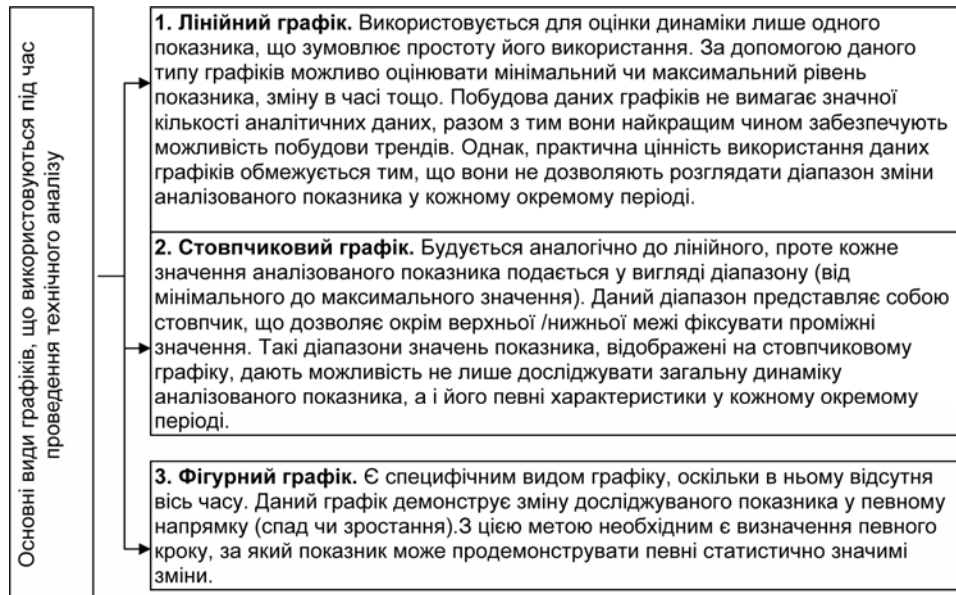 Основні види графіків, що використовуються під час
проведення технічного аналізу
1. Лінійний графік. Використовується для оцінки динаміки лише одного
показника, що зумовлює простоту його використання. За допомогою даного
типу графіків можливо оцінювати мінімальний чи максимальний рівень
показника, зміну в часі тощо. Побудова даних графіків не вимагає значної
кількості аналітичних даних, разом з тим вони найкращим чином забезпечують
можливість побудови трендів. Однак, практична цінність використання даних
графіків обмежується тим, що вони не дозволяють розглядати діапазон зміни
аналізованого показника у кожному окремому періоді.
2. Стовпчиковий графік. Будується аналогічно до лінійного, проте кожне
значення аналізованого показника подається у вигляді діапазону (від
мінімального до максимального значення). Даний діапазон представляє собою
стовпчик, що дозволяє окрім верхньої /нижньої межі фіксувати проміжні
значення. Такі діапазони значень показника, відображені на стовпчиковому
графіку, дають можливість не лише досліджувати загальну динаміку
аналізованого показника, а і його певні характеристики у кожному окремому
періоді.
3. Фігурний графік. Є специфічним видом графіку, оскільки в ньому відсутня
вісь часу. Даний графік демонструє зміну досліджуваного показника у певному
напрямку (спад чи зростання).З цією метою необхідним є визначення певного
кроку, за який показник може продемонструвати певні статистично значимі
зміни.